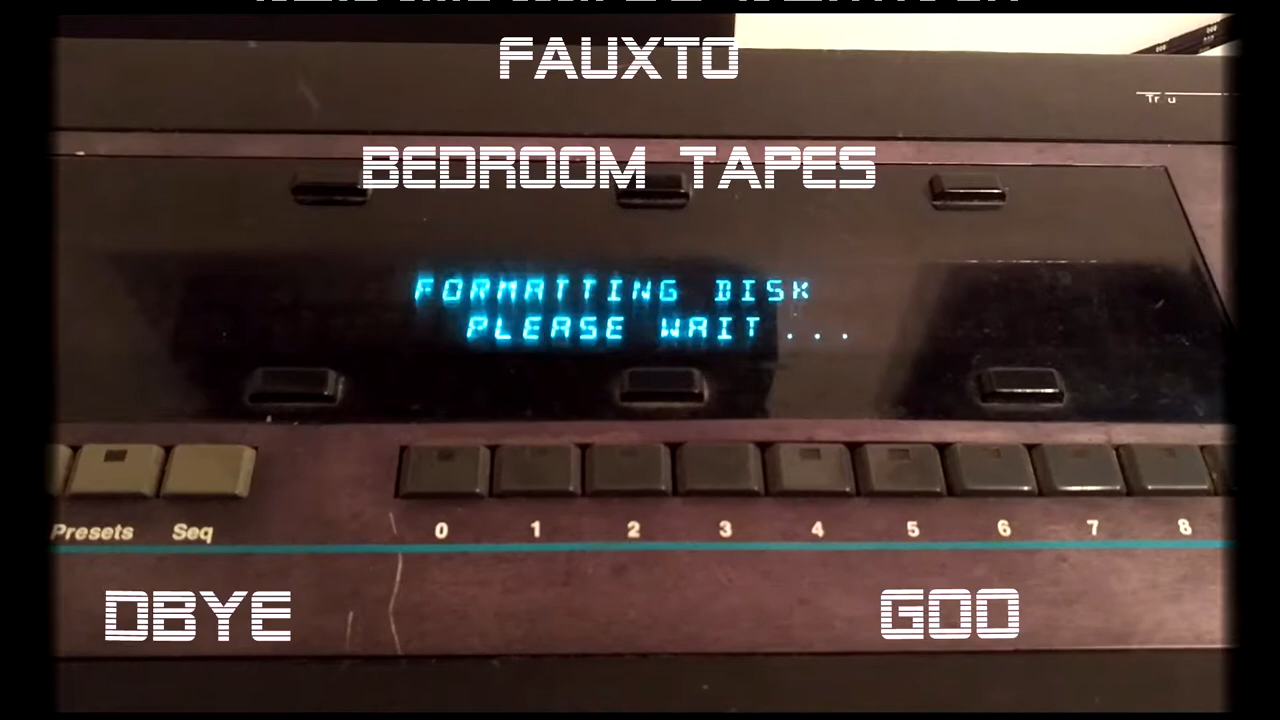 FAUXTO
Tr u
BEDROOM TAPES
FORMATTING DISK
PLEASE WAIT...
Presets Seq 0 1 2 3 4 5 6 7 8
DBYE GOO